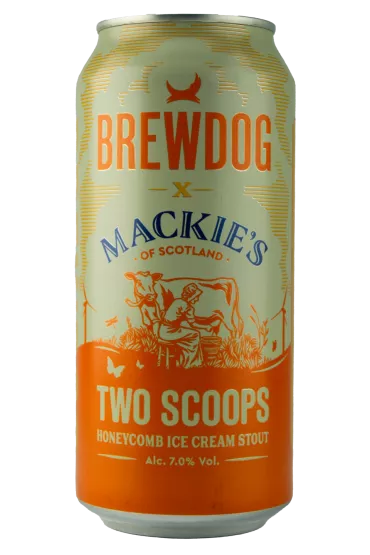 BREWDOG
X
MACKIE'S
· OF SCOTLAND ·
TWO SCOOPS
HONEYCOMB ICE CREAM STOUT
Alc. 7.0% Vol.